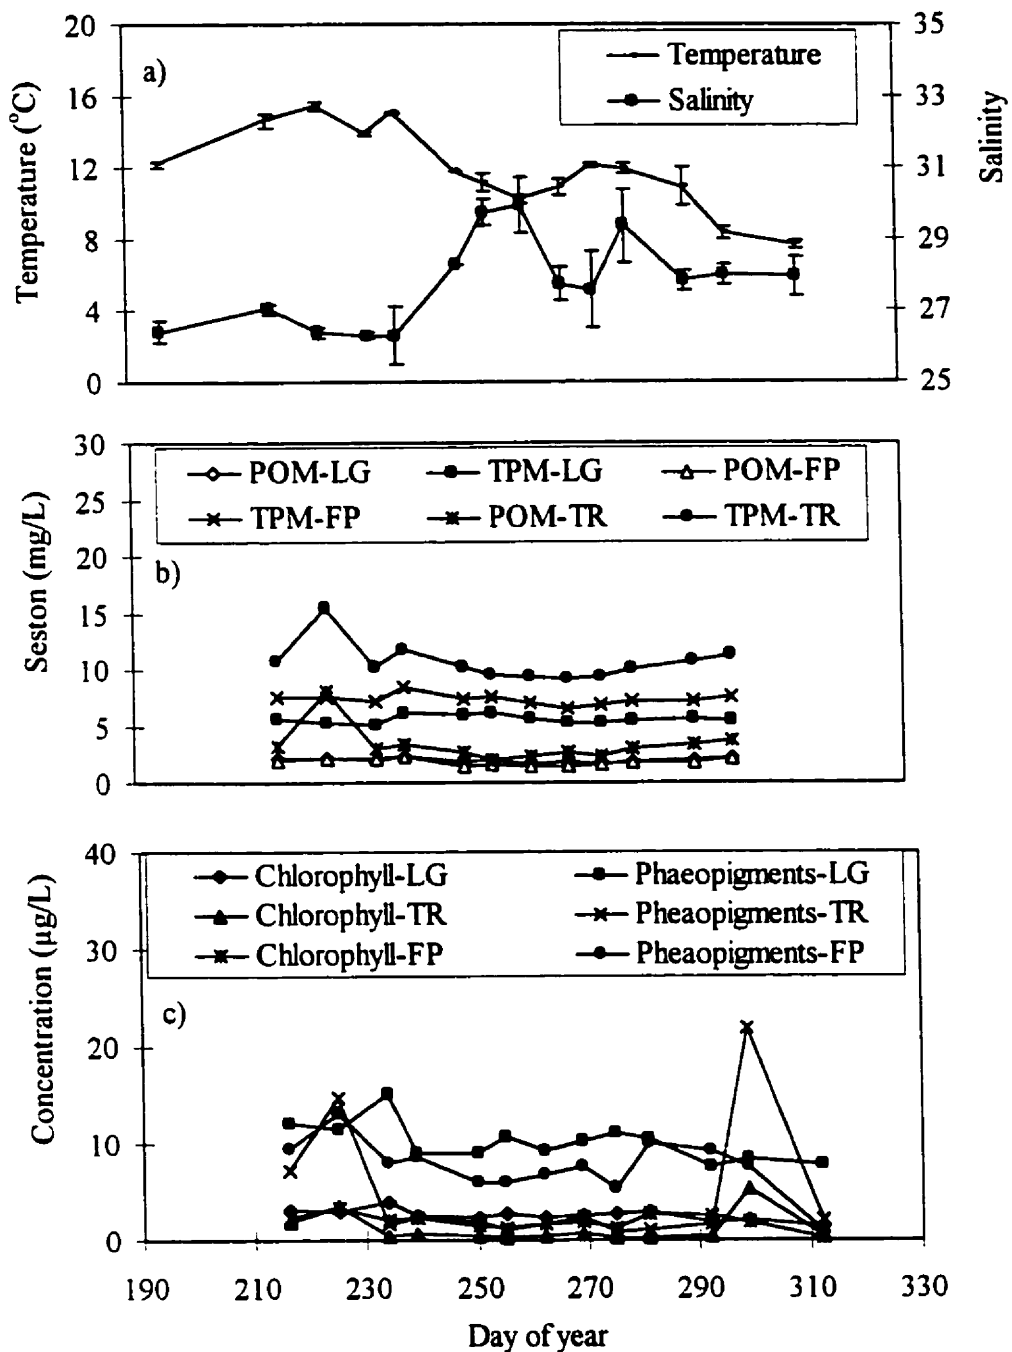 20
16
12
8
4
0
Temperature (°C)
a)
Temperature
Salinity
35
33
31
29
27
25
Salinity
30
25
20
15
10
5
0
Seston (mg/L)
POM-LG TPM-LG POM-FP
TPM-FP POM-TR TPM-TR
b)
40
30
20
10
0
Concentration (µg/L)
Chlorophyll-LG Phaeopigments-LG
Chlorophyll-TR Pheaopigments-TR
Chlorophyll-FP Pheaopigments-FP
c)
190 210 230 250 270 290 310 330
Day of year